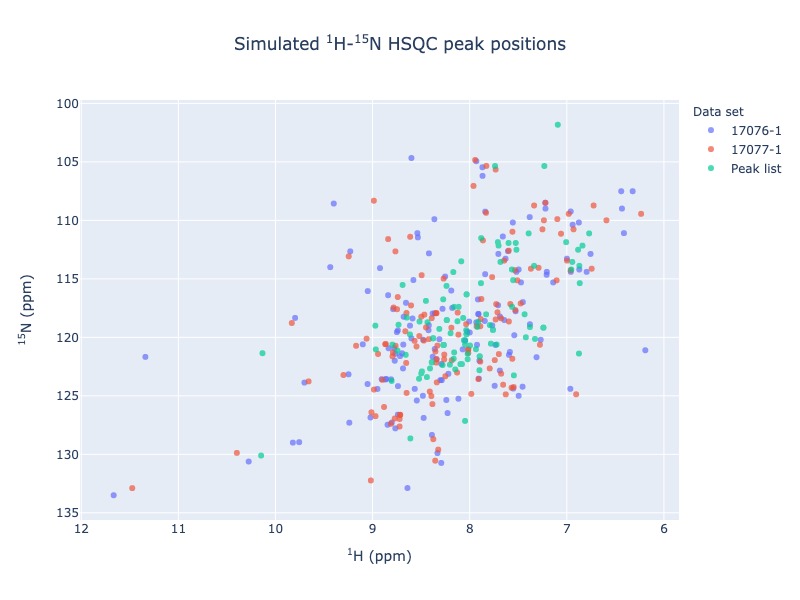 Simulated ¹H-¹⁵N HSQC peak positions
Data set
17076-1
17077-1
Peak list
100
105
110
115
120
125
130
135
¹⁵N (ppm)
12 11 10 9 8 7 6
¹H (ppm)